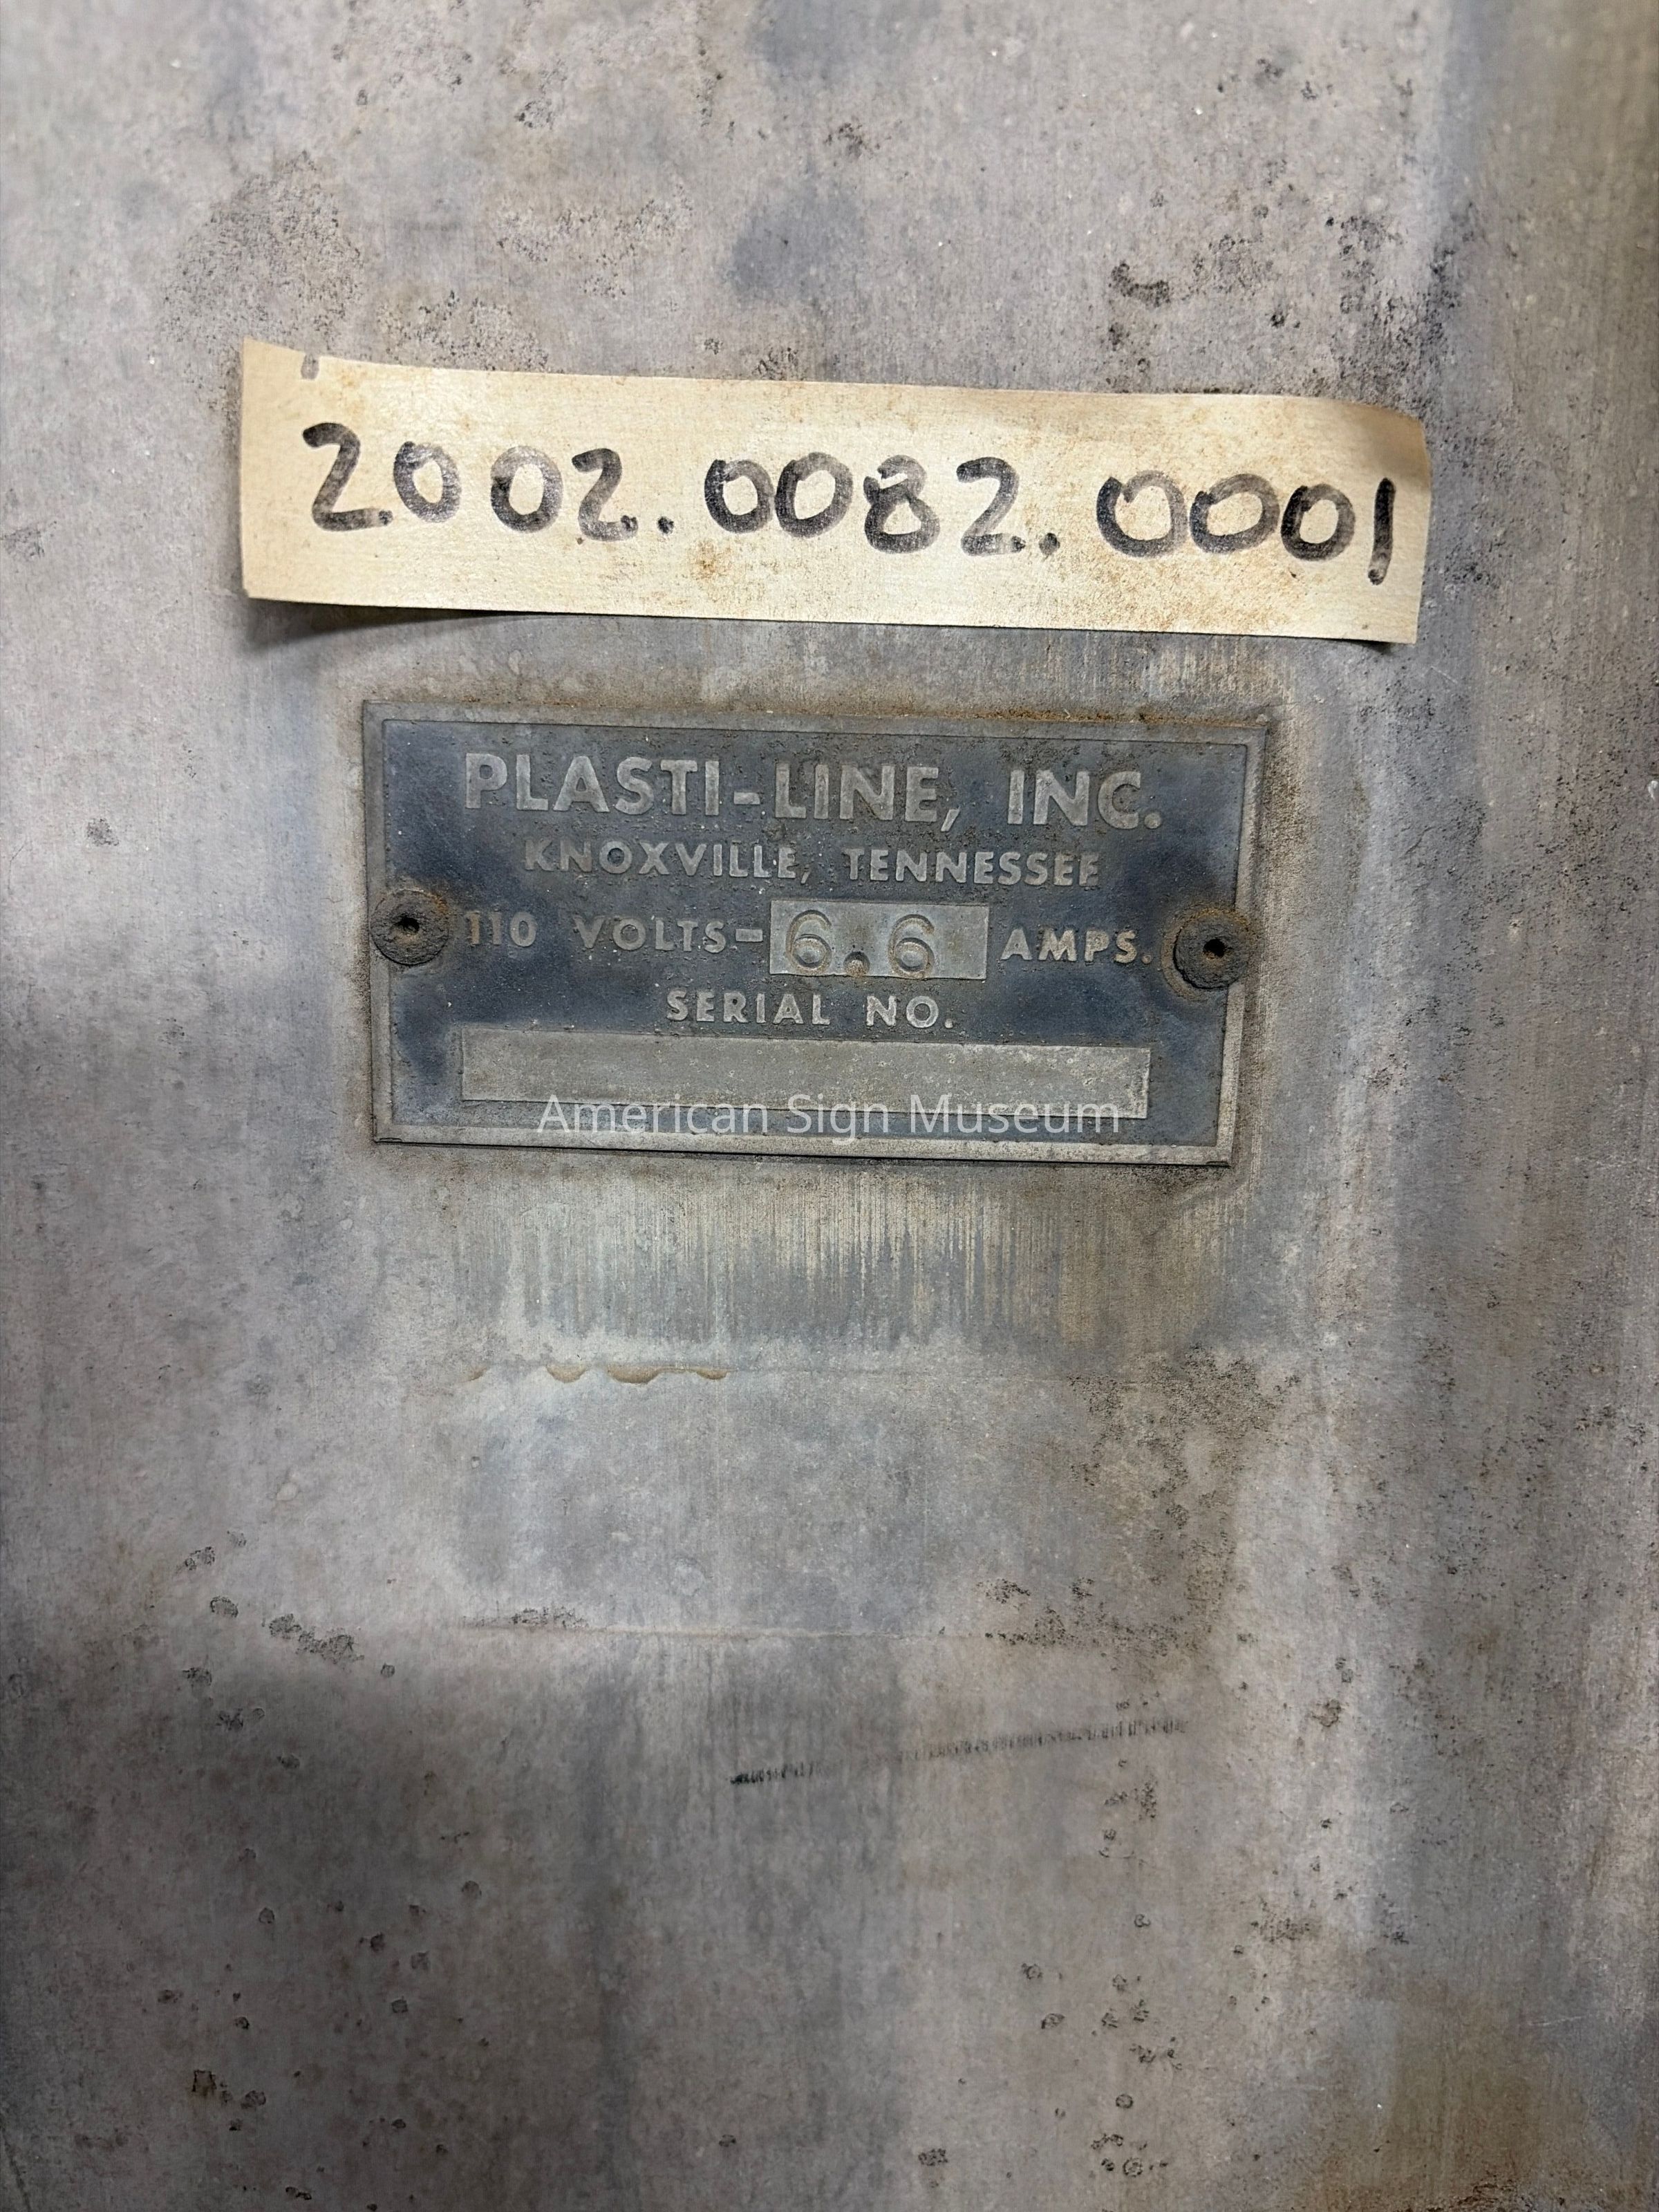 2002.0082.0001
PLASTI-LINE, INC.
KNOXVILLE, TENNESSEE
110 VOLTS-6.6 AMPS.
SERIAL NO.
American Sign Museum